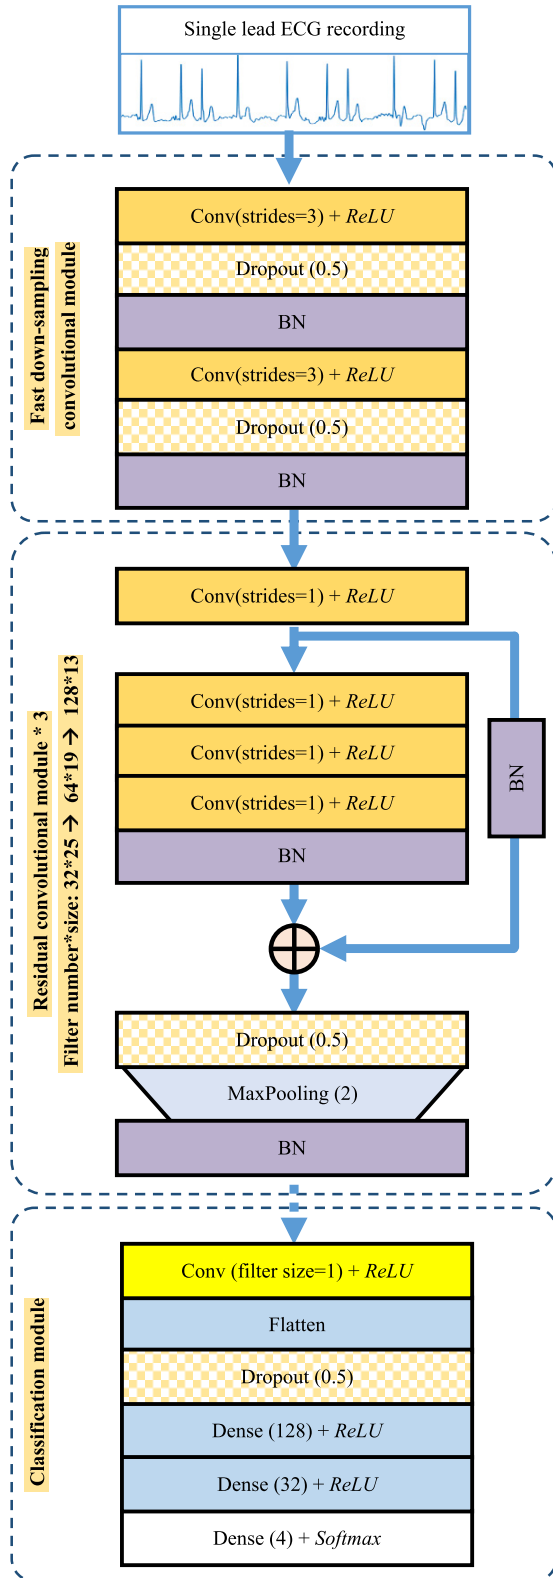 Single lead ECG recording
Fast down-sampling
convolutional module
Conv(strides=3) + ReLU
Dropout (0.5)
BN
Conv(strides=3) + ReLU
Dropout (0.5)
BN
Residual convolutional module * 3
Filter number*size: 32*25 → 64*19 → 128*13
Conv(strides=1) + ReLU
Conv(strides=1) + ReLU
Conv(strides=1) + ReLU
Conv(strides=1) + ReLU
BN
BN
Dropout (0.5)
MaxPooling (2)
BN
Classification module
Conv (filter size=1) + ReLU
Flatten
Dropout (0.5)
Dense (128) + ReLU
Dense (32) + ReLU
Dense (4) + Softmax